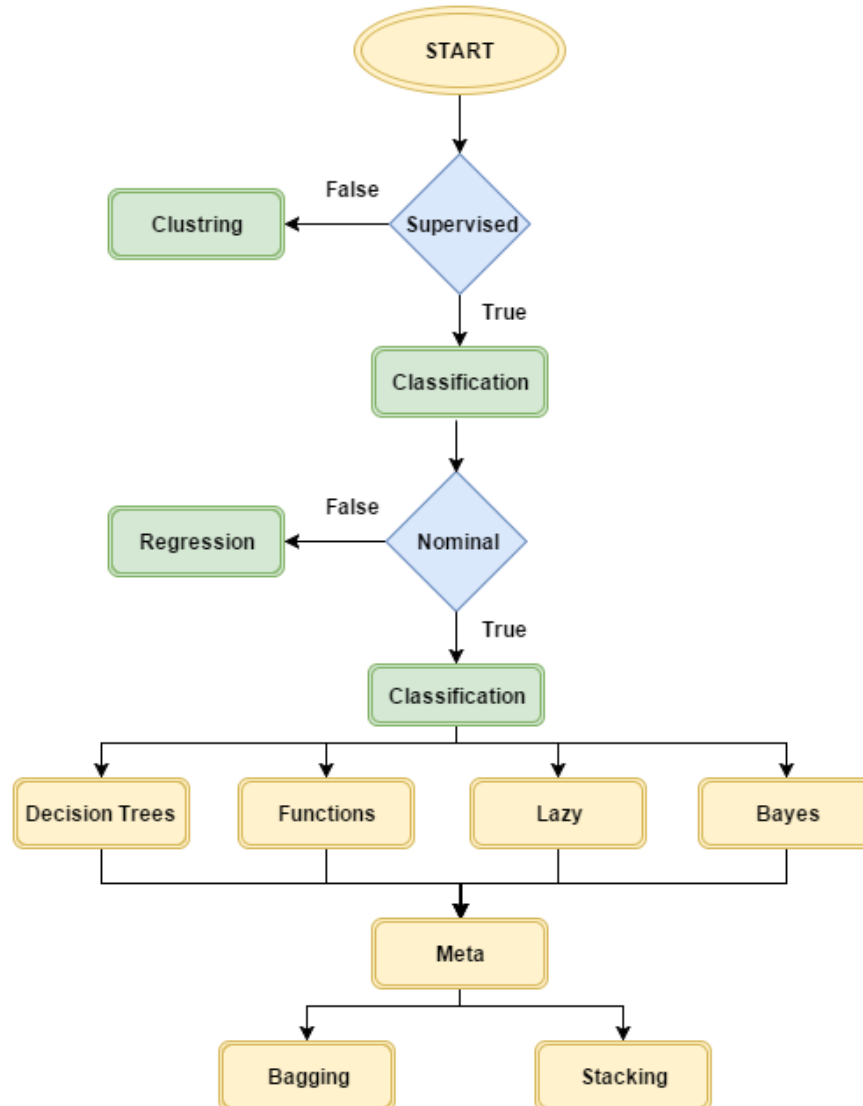 START
False
Clustring
Supervised
True
Classification
False
Regression
Nominal
True
Classification
Decision Trees
Functions
Lazy
Bayes
Meta
Bagging
Stacking